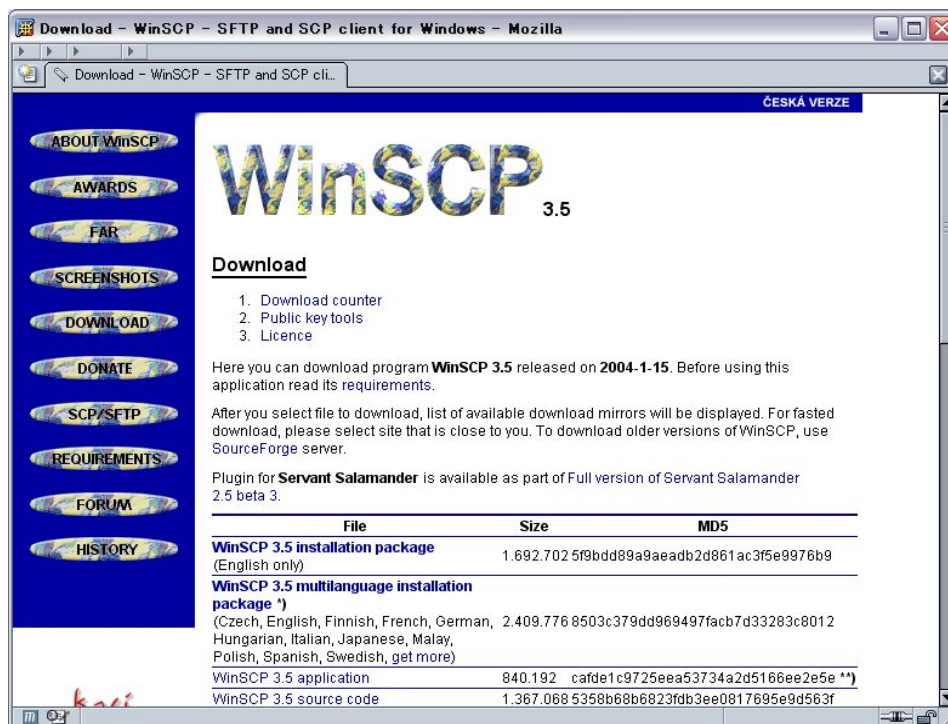 Download - WinSCP - SFTP and SCP client for Windows - Mozilla
Download - WinSCP - SFTP and SCP cli...
ČESKÁ VERZE
ABOUT WinSCP
AWARDS
FAR
SCREENSHOTS
DOWNLOAD
DONATE
SCP/SFTP
REQUIREMENTS
FORUM
HISTORY
WinSCP 3.5
Download
1. Download counter
2. Public key tools
3. Licence
Here you can download program WinSCP 3.5 released on 2004-1-15. Before using this
application read its requirements.
After you select file to download, list of available download mirrors will be displayed. For fasted
download, please select site that is close to you. To download older versions of WinSCP, use
SourceForge server.
Plugin for Servant Salamander is available as part of Full version of Servant Salamander
2.5 beta 3.
File Size MD5
WinSCP 3.5 installation package
(English only) 1.692.702 5f9bdd89a9aeadb2d861ac3f5e9976b9
WinSCP 3.5 multilanguage installation
package *)
(Czech, English, Finnish, French, German, 2.409.776 8503c379dd969497facb7d33283c8012
Hungarian, Italian, Japanese, Malay,
Polish, Spanish, Swedish, get more)
WinSCP 3.5 application 840.192 cafde1c9725eea53734a2d5166ee2e5e **)
WinSCP 3.5 source code 1.367.068 5358b68b6823fdb3ee0817695e9d563f